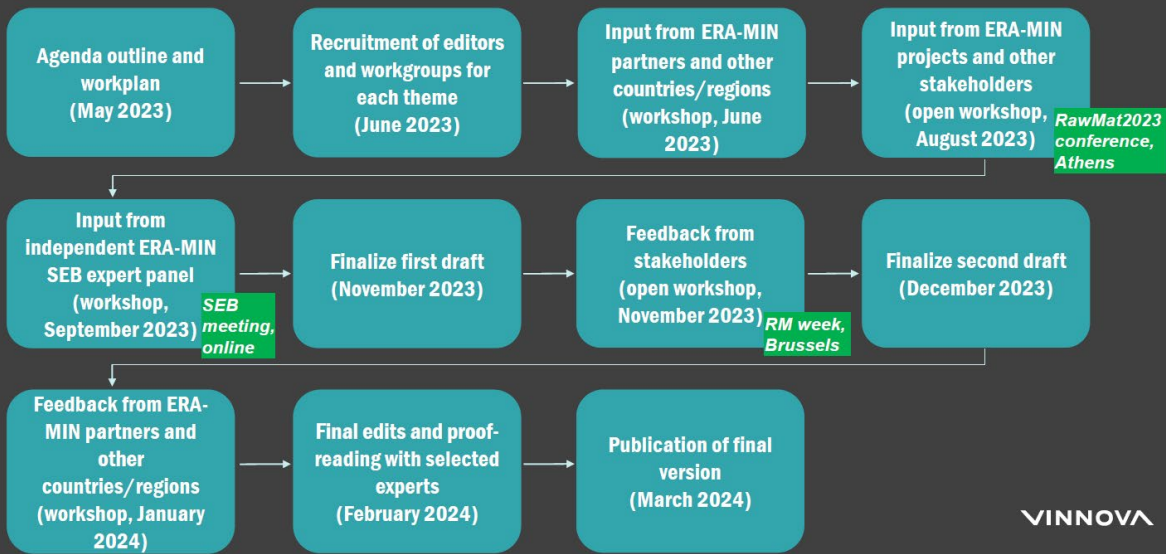 Agenda outline and
workplan
(May 2023)
Recruitment of editors
and workgroups for
each theme
(June 2023)
Input from ERA-MIN
partners and other
countries/regions
(workshop, June
2023)
Input from ERA-MIN
projects and other
stakeholders
(open workshop,
August 2023)
RawMat2023
conference,
Athens
Input from
independent ERA-MIN
SEB expert panel
(workshop,
September 2023)
SEB
meeting,
online
Finalize first draft
(November 2023)
Feedback from
stakeholders
(open workshop,
November 2023)
RM week,
Brussels
Finalize second draft
(December 2023)
Feedback from ERA-
MIN partners and
other
countries/regions
(workshop, January
2024)
Final edits and proof-
reading with selected
experts
(February 2024)
Publication of final
version
(March 2024)
VINNOVA